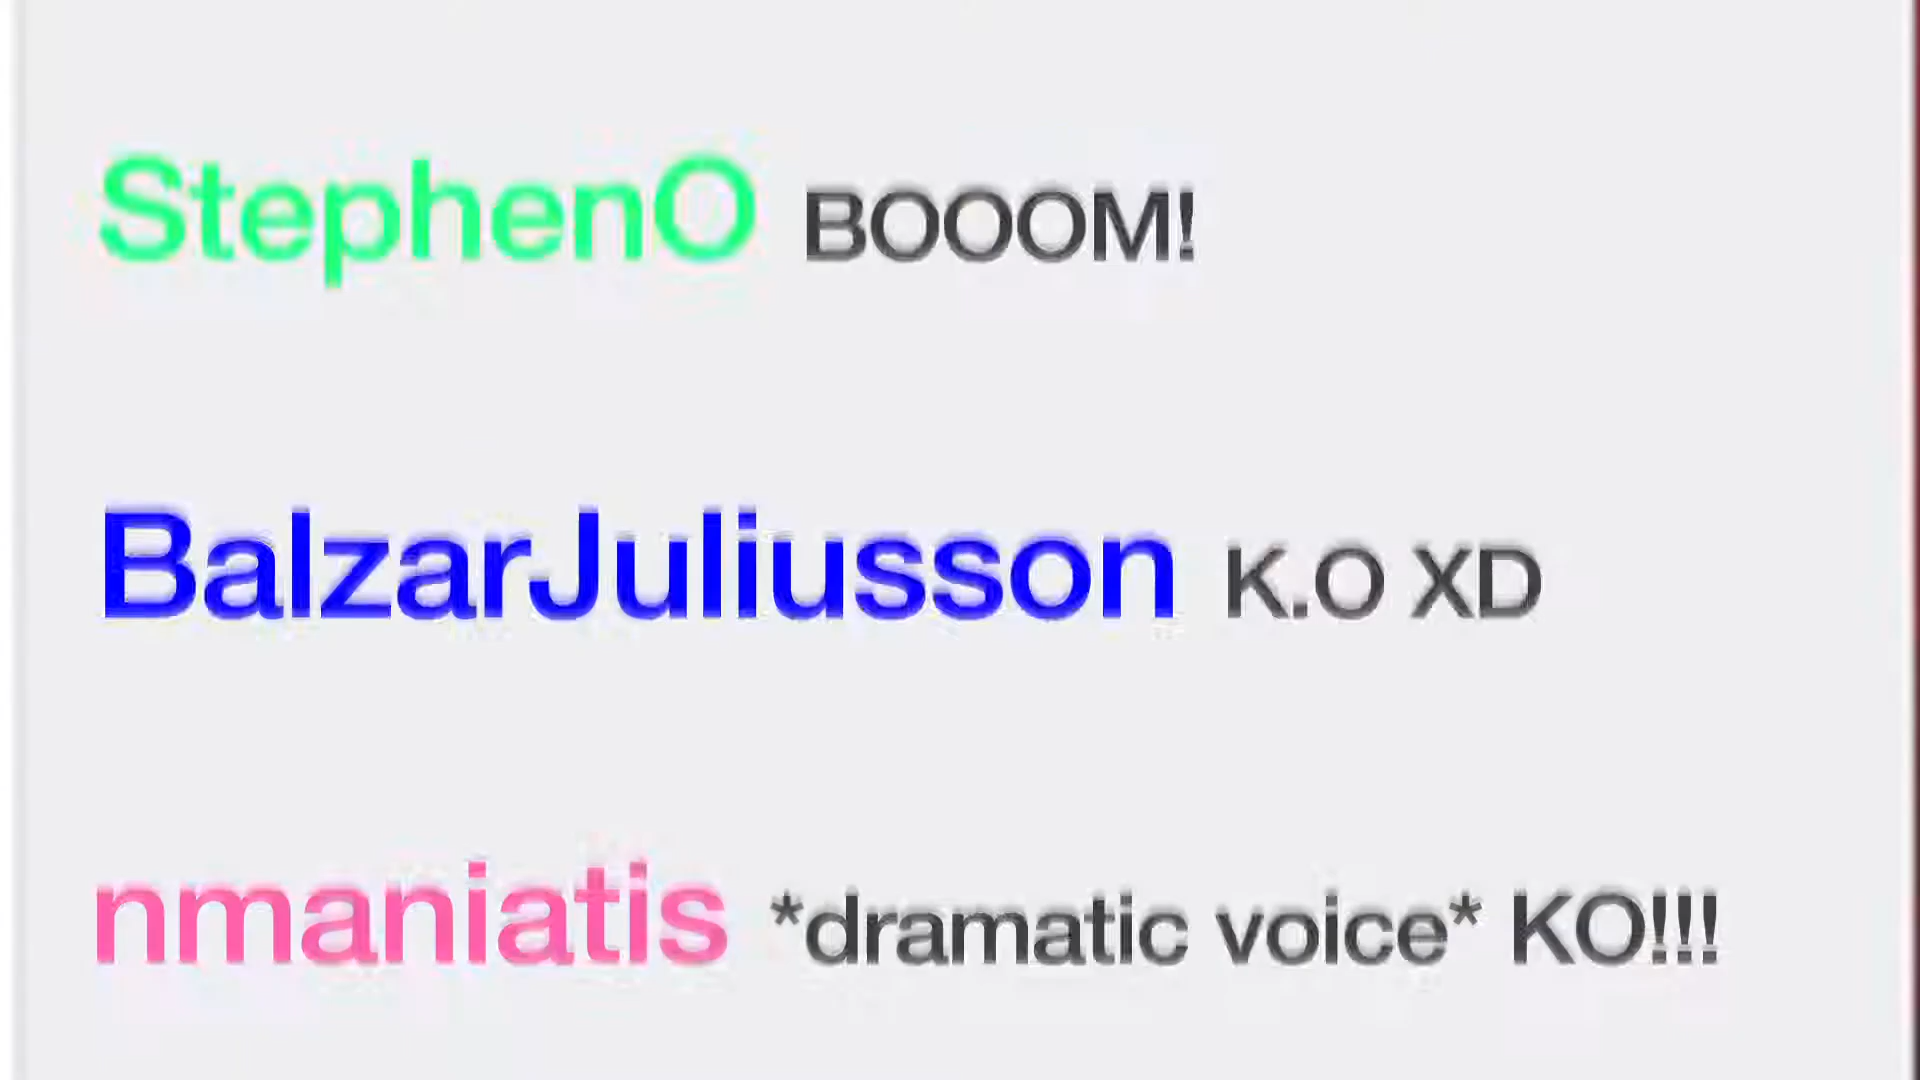 StephenO BOOOM!
BalzarJuliusson K.O XD
nmaniatis *dramatic voice* KO!!!